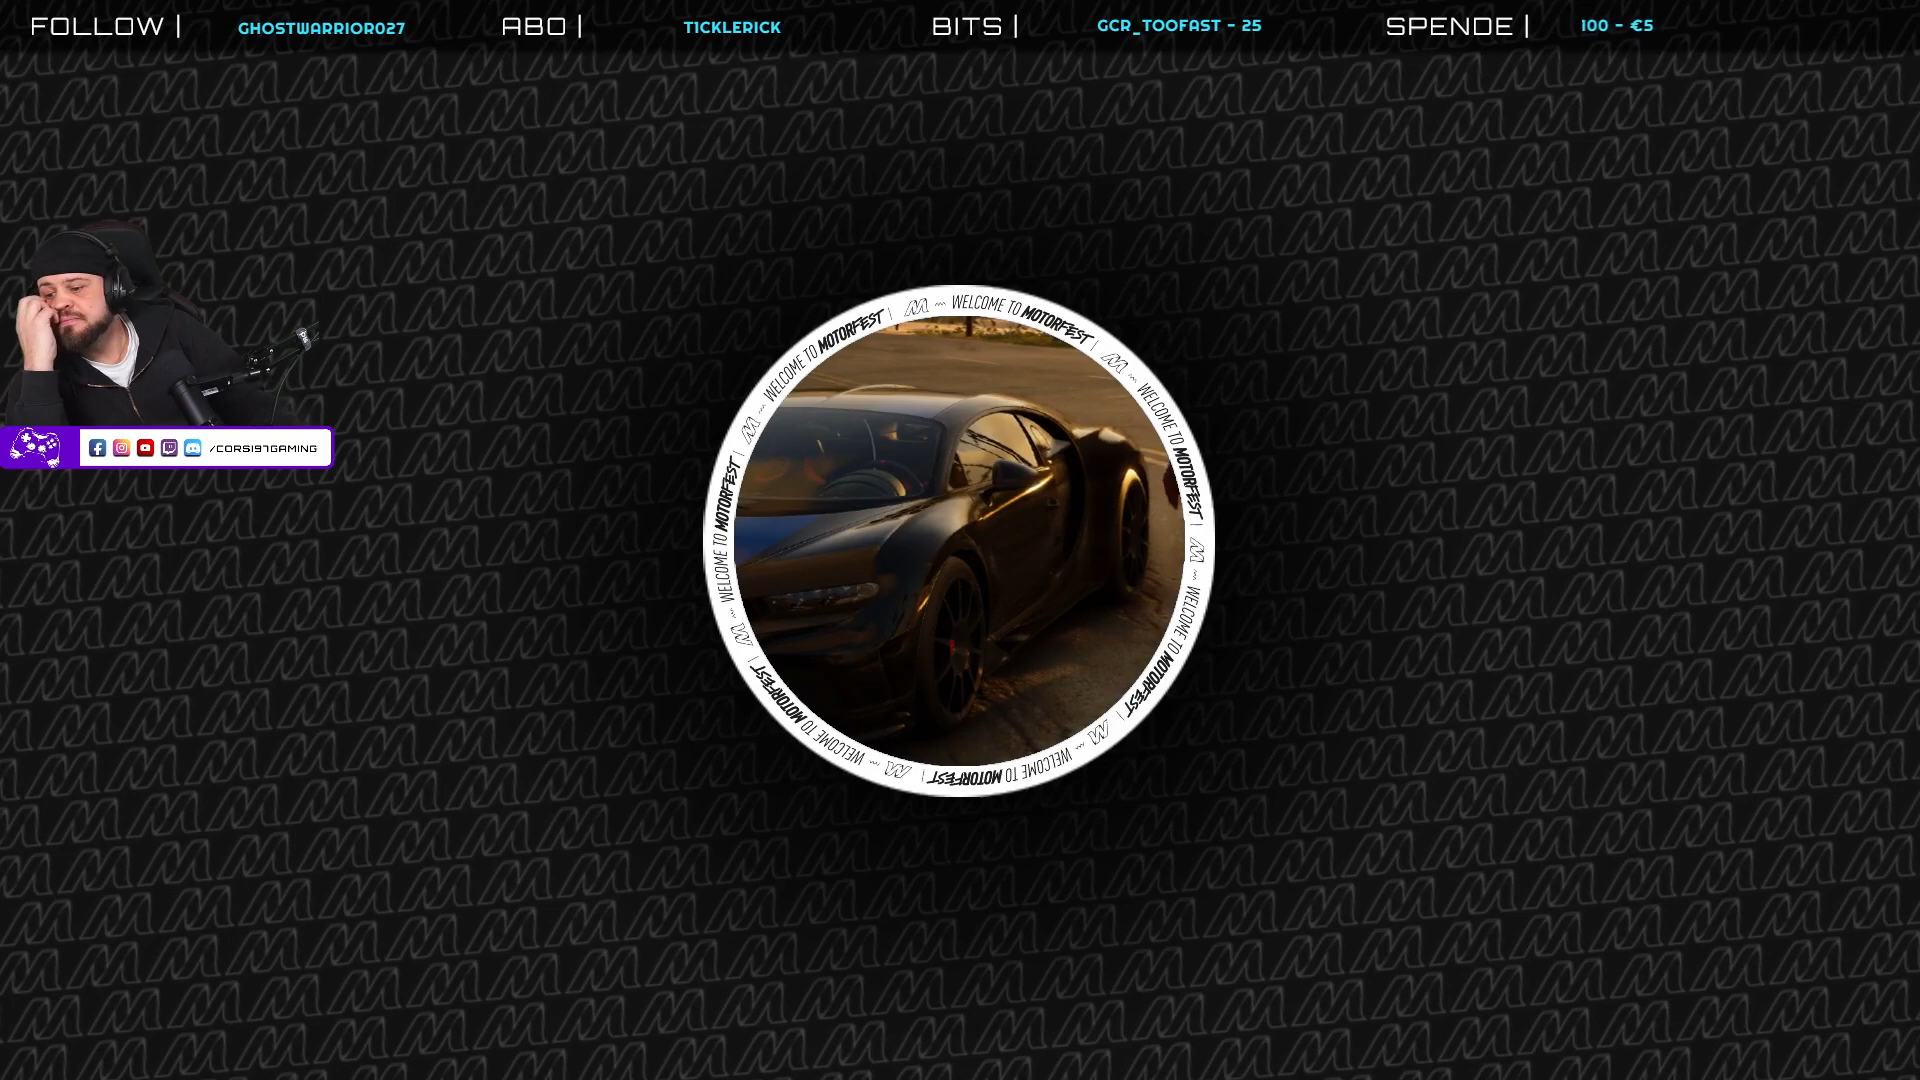 FOLLOW | GHOSTWARRIOR027 ABO | T1CKLERICK BITS | GCR_TOOFAST - 25 SPENDE | 100 - €5
WELCOME TO MOTORFEST |
WELCOME TO MOTORFEST |
WELCOME TO MOTORFEST |
WELCOME TO MOTORFEST |
WELCOME TO MOTORFEST |
WELCOME TO MOTORFEST |
WELCOME TO MOTORFEST |
/CORSI97GAMING